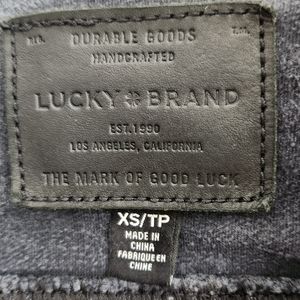 DURABLE GOODS
HANDCRAFTED
LUCKY BRAND
EST.1990
LOS ANGELES, CALIFORNIA
THE MARK OF GOOD LUCK
XS/TP
MADE IN
CHINA
FABRIQUE EN
CHINE